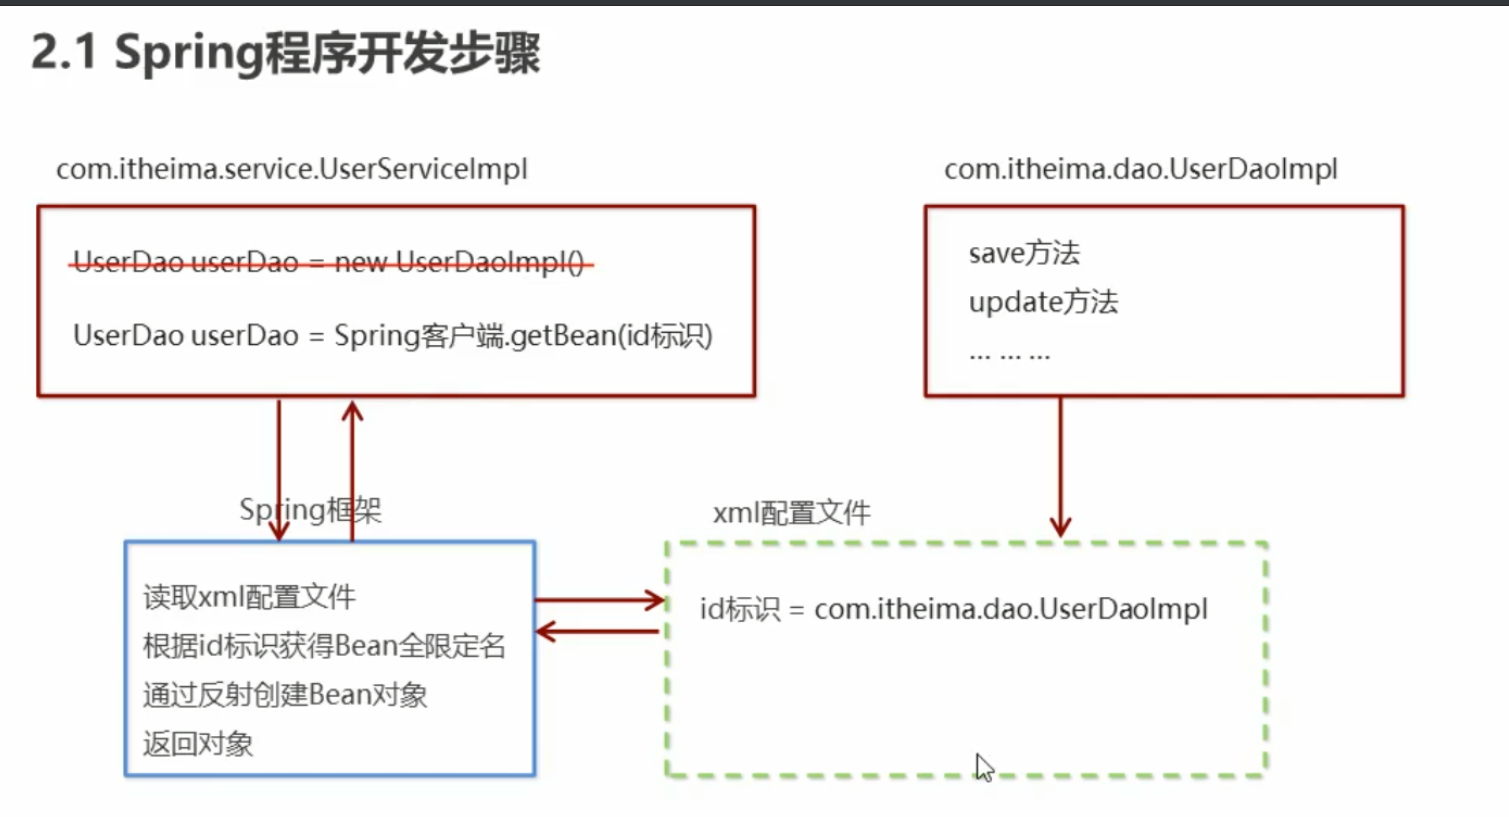 2.1 Spring程序开发步骤
com.itheima.service.UserServiceImpl
UserDao userDao = new UserDaoImpl()
UserDao userDao = Spring客户端.getBean(id标识)
com.itheima.dao.UserDaoImpl
save方法
update方法
... ... ...
Spring框架
读取xml配置文件
根据id标识获得Bean全限定名
通过反射创建Bean对象
返回对象
xml配置文件
id标识 = com.itheima.dao.UserDaoImpl